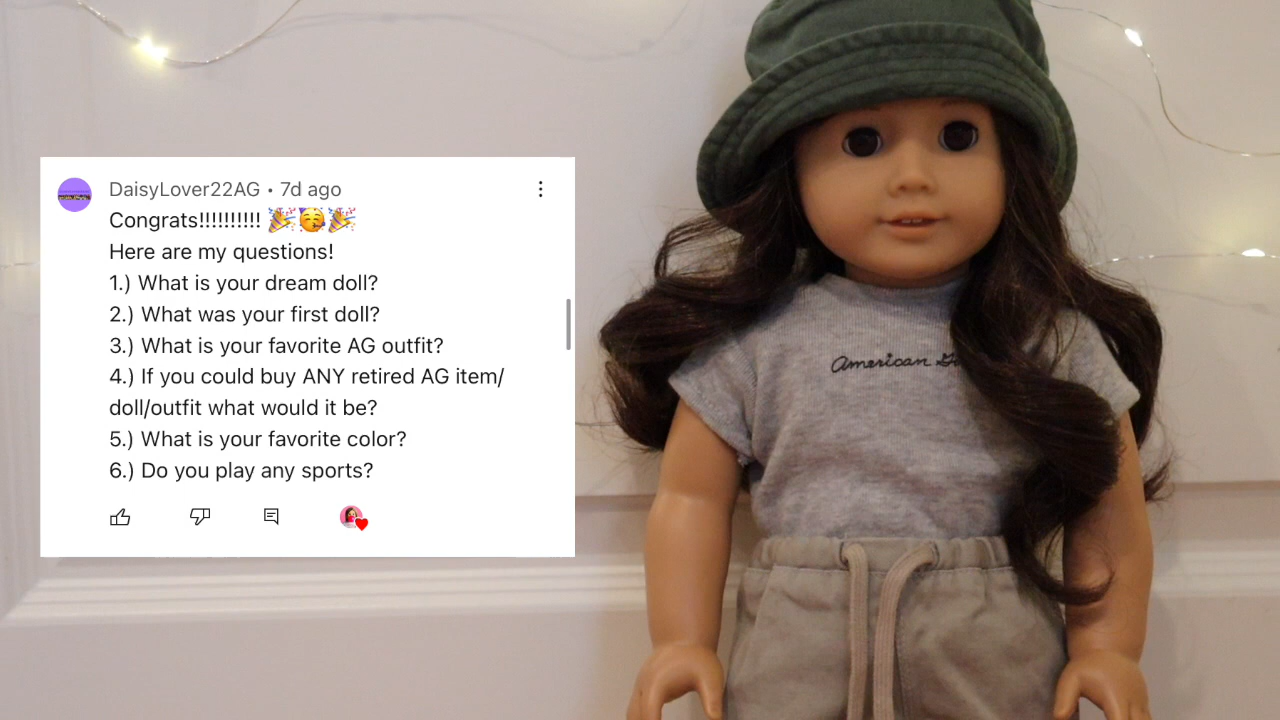 DaisyLover22AG • 7d ago
Congrats!!!!!!!!!! 🎉🥳🎉
Here are my questions!
1.) What is your dream doll?
2.) What was your first doll?
3.) What is your favorite AG outfit?
4.) If you could buy ANY retired AG item/
doll/outfit what would it be?
5.) What is your favorite color?
6.) Do you play any sports?
American